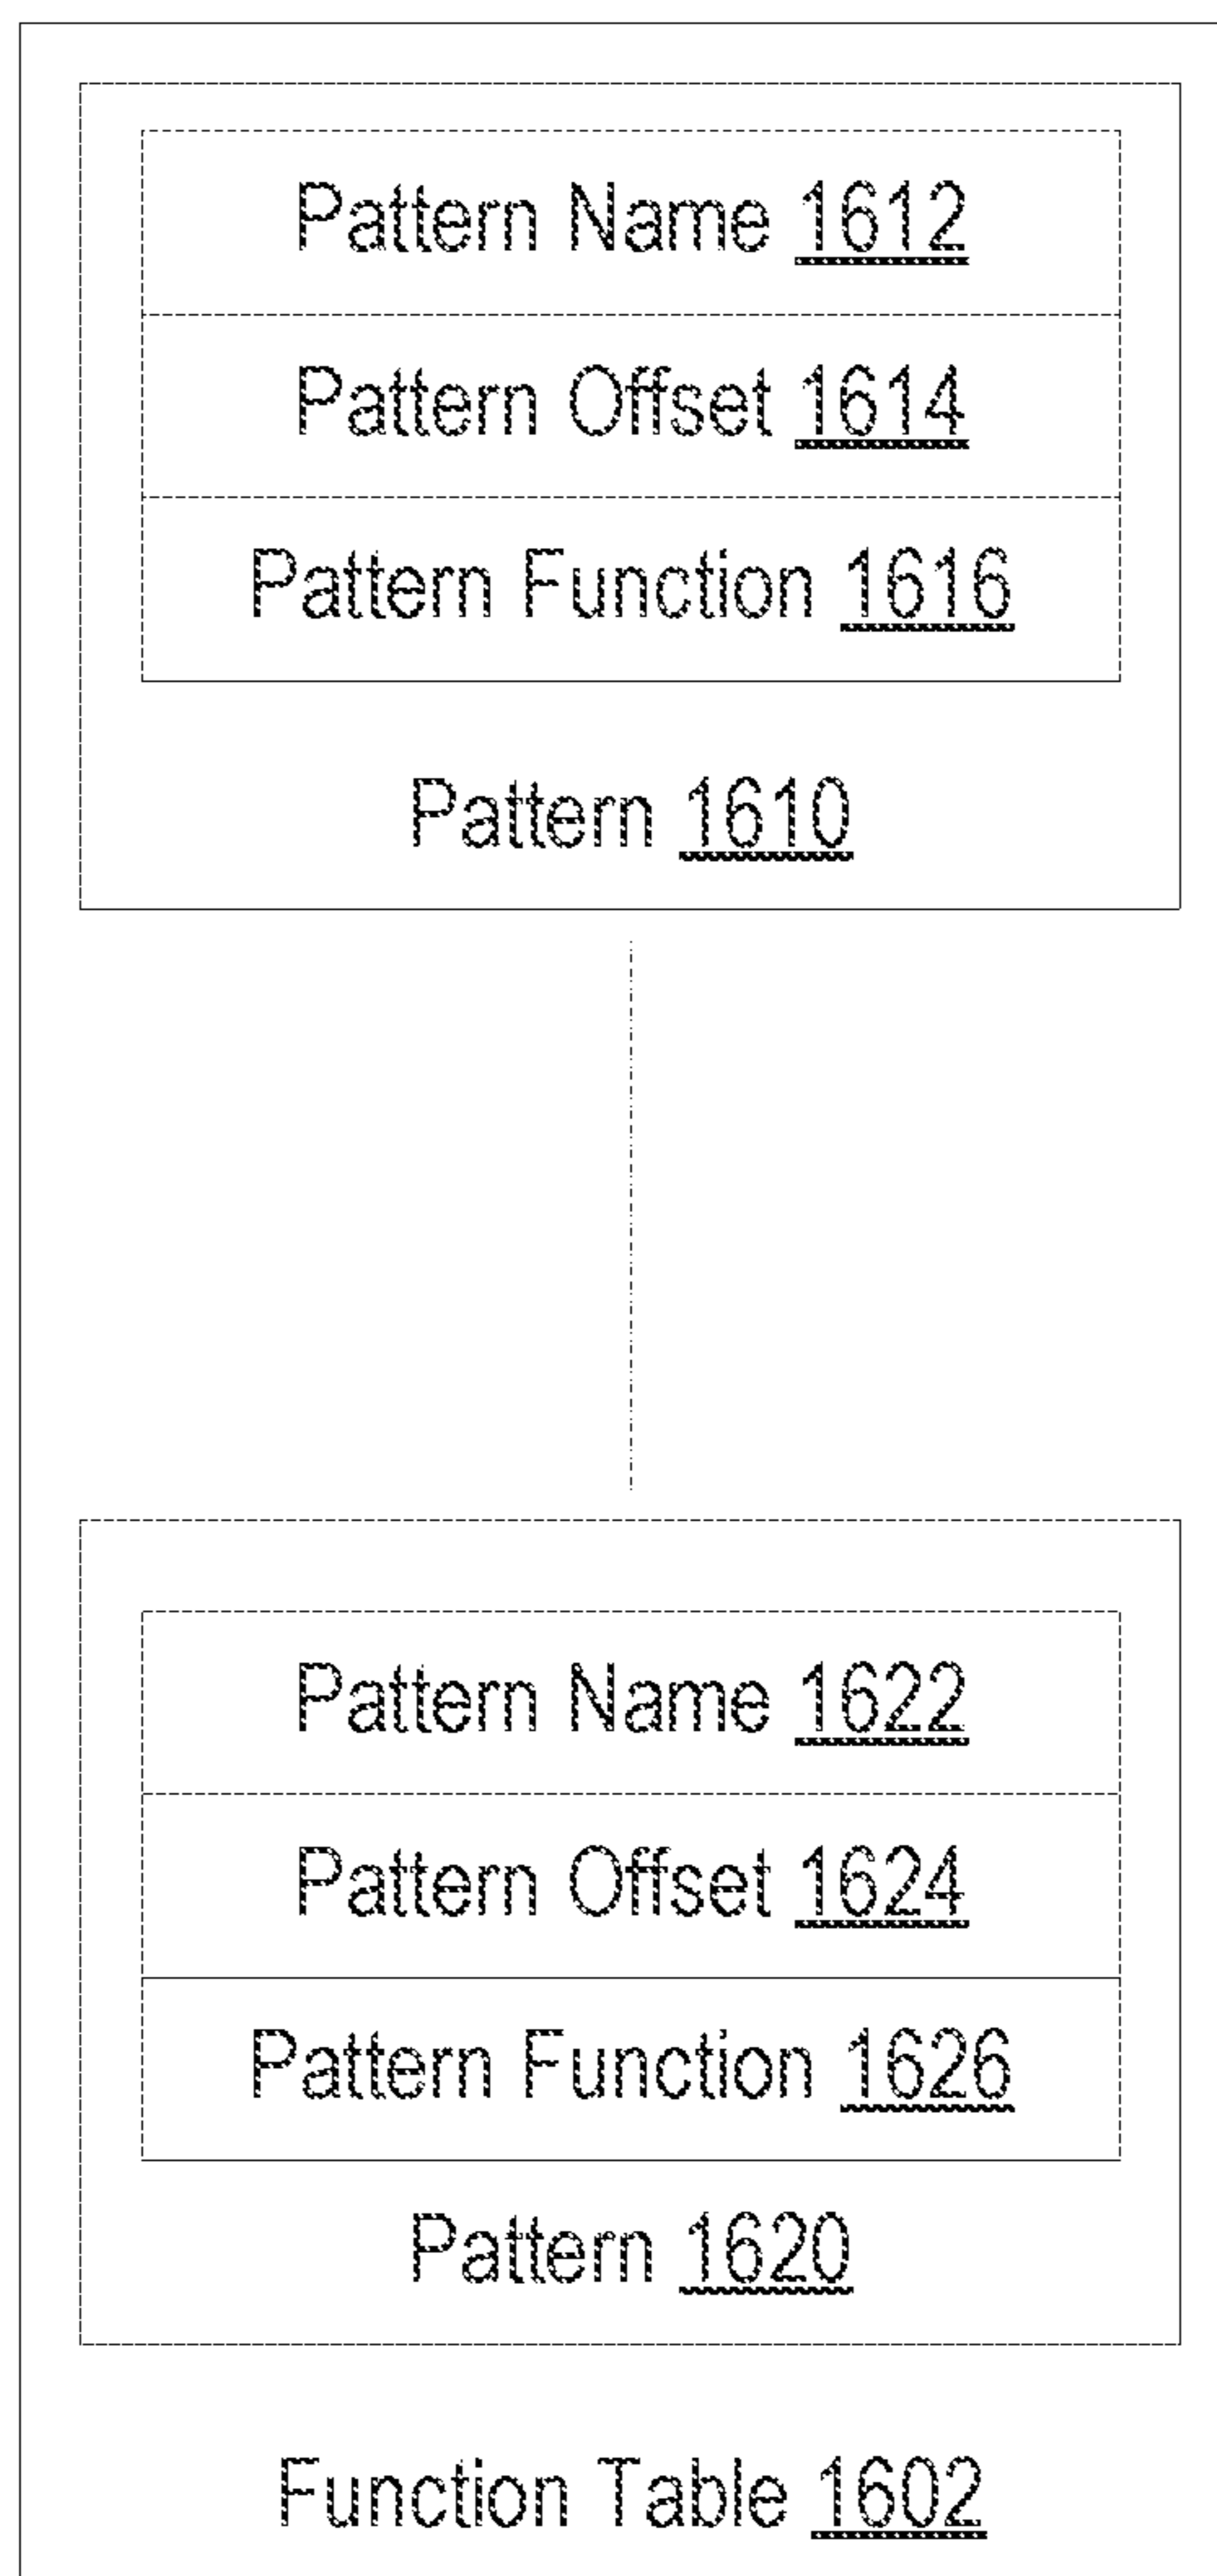 Pattern Name 1612
Pattern Offset 1614
Pattern Function 1616
Pattern 1610
Pattern Name 1622
Pattern Offset 1624
Pattern Function 1626
Pattern 1620
Function Table 1602